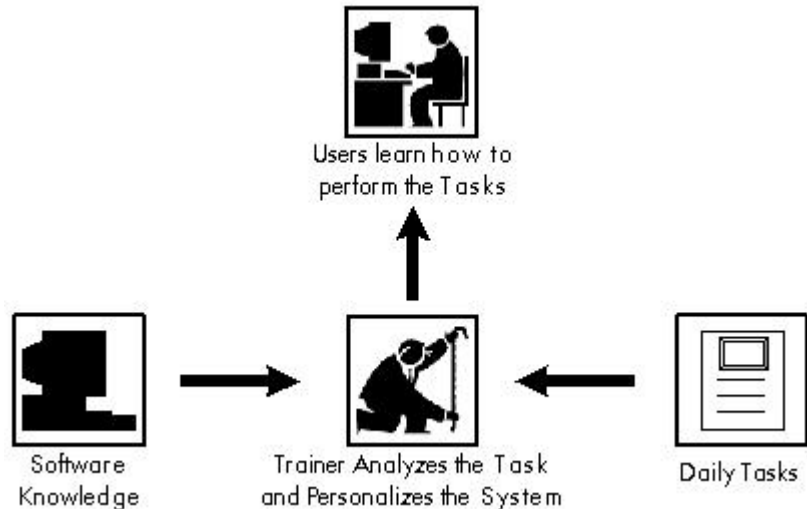 Users learn how to
perform the Tasks
Software
Knowledge
Trainer Analyzes the Task
and Personalizes the System
Daily Tasks